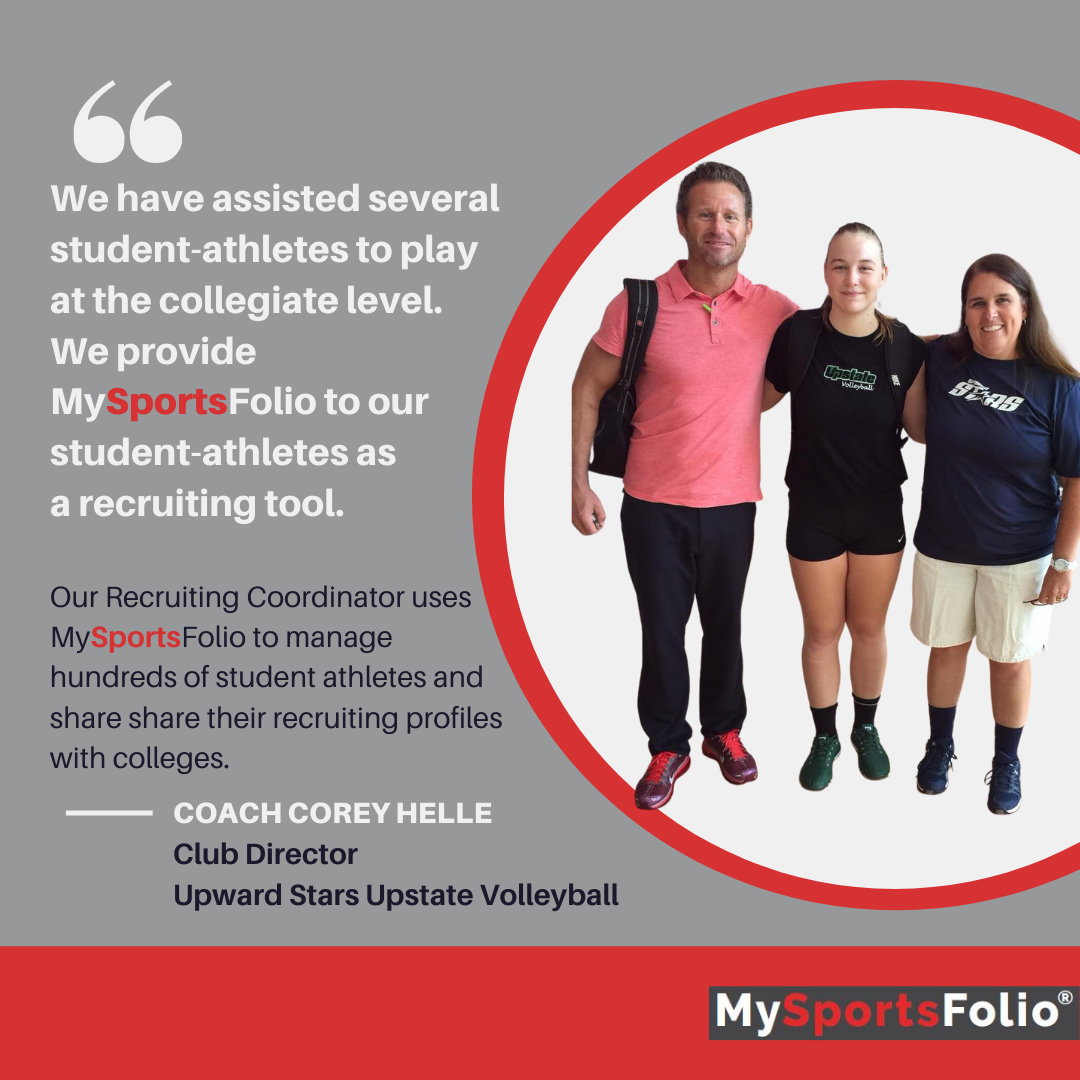 “
We have assisted several
student-athletes to play
at the collegiate level.
We provide
MySportsFolio to our
student-athletes as
a recruiting tool.
Our Recruiting Coordinator uses
MySportsFolio to manage
hundreds of student athletes and
share share their recruiting profiles
with colleges.
COACH COREY HELLE
Club Director
Upward Stars Upstate Volleyball
Upstate
Volleyball
STARS
MySportsFolio®